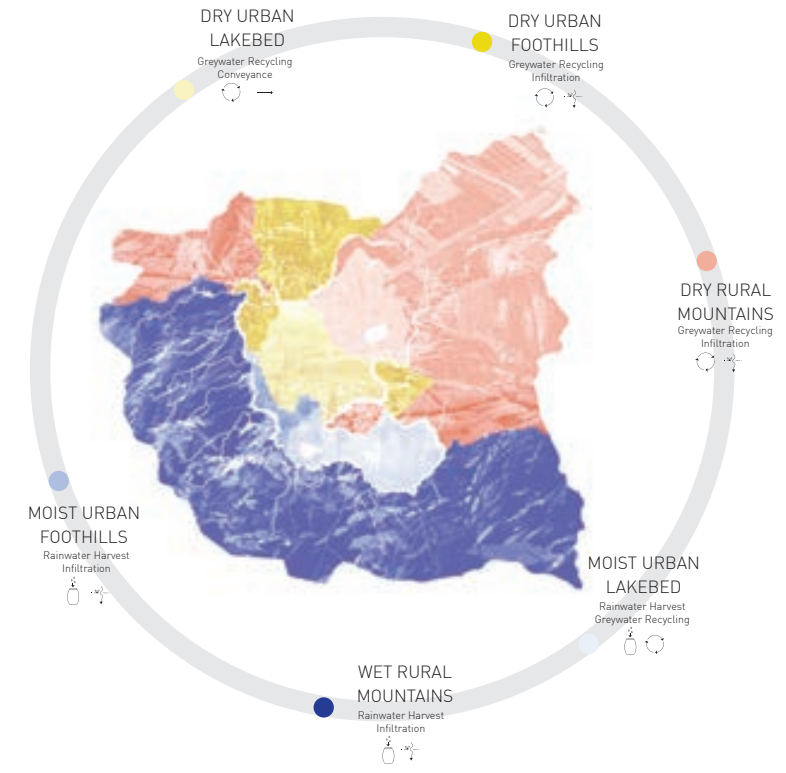 DRY URBAN
LAKEBED
Greywater Recycling
Conveyance
DRY URBAN
FOOTHILLS
Greywater Recycling
Infiltration
DRY RURAL
MOUNTAINS
Greywater Recycling
Infiltration
MOIST URBAN
FOOTHILLS
Rainwater Harvest
Infiltration
MOIST URBAN
LAKEBED
Rainwater Harvest
Greywater Recycling
WET RURAL
MOUNTAINS
Rainwater Harvest
Infiltration